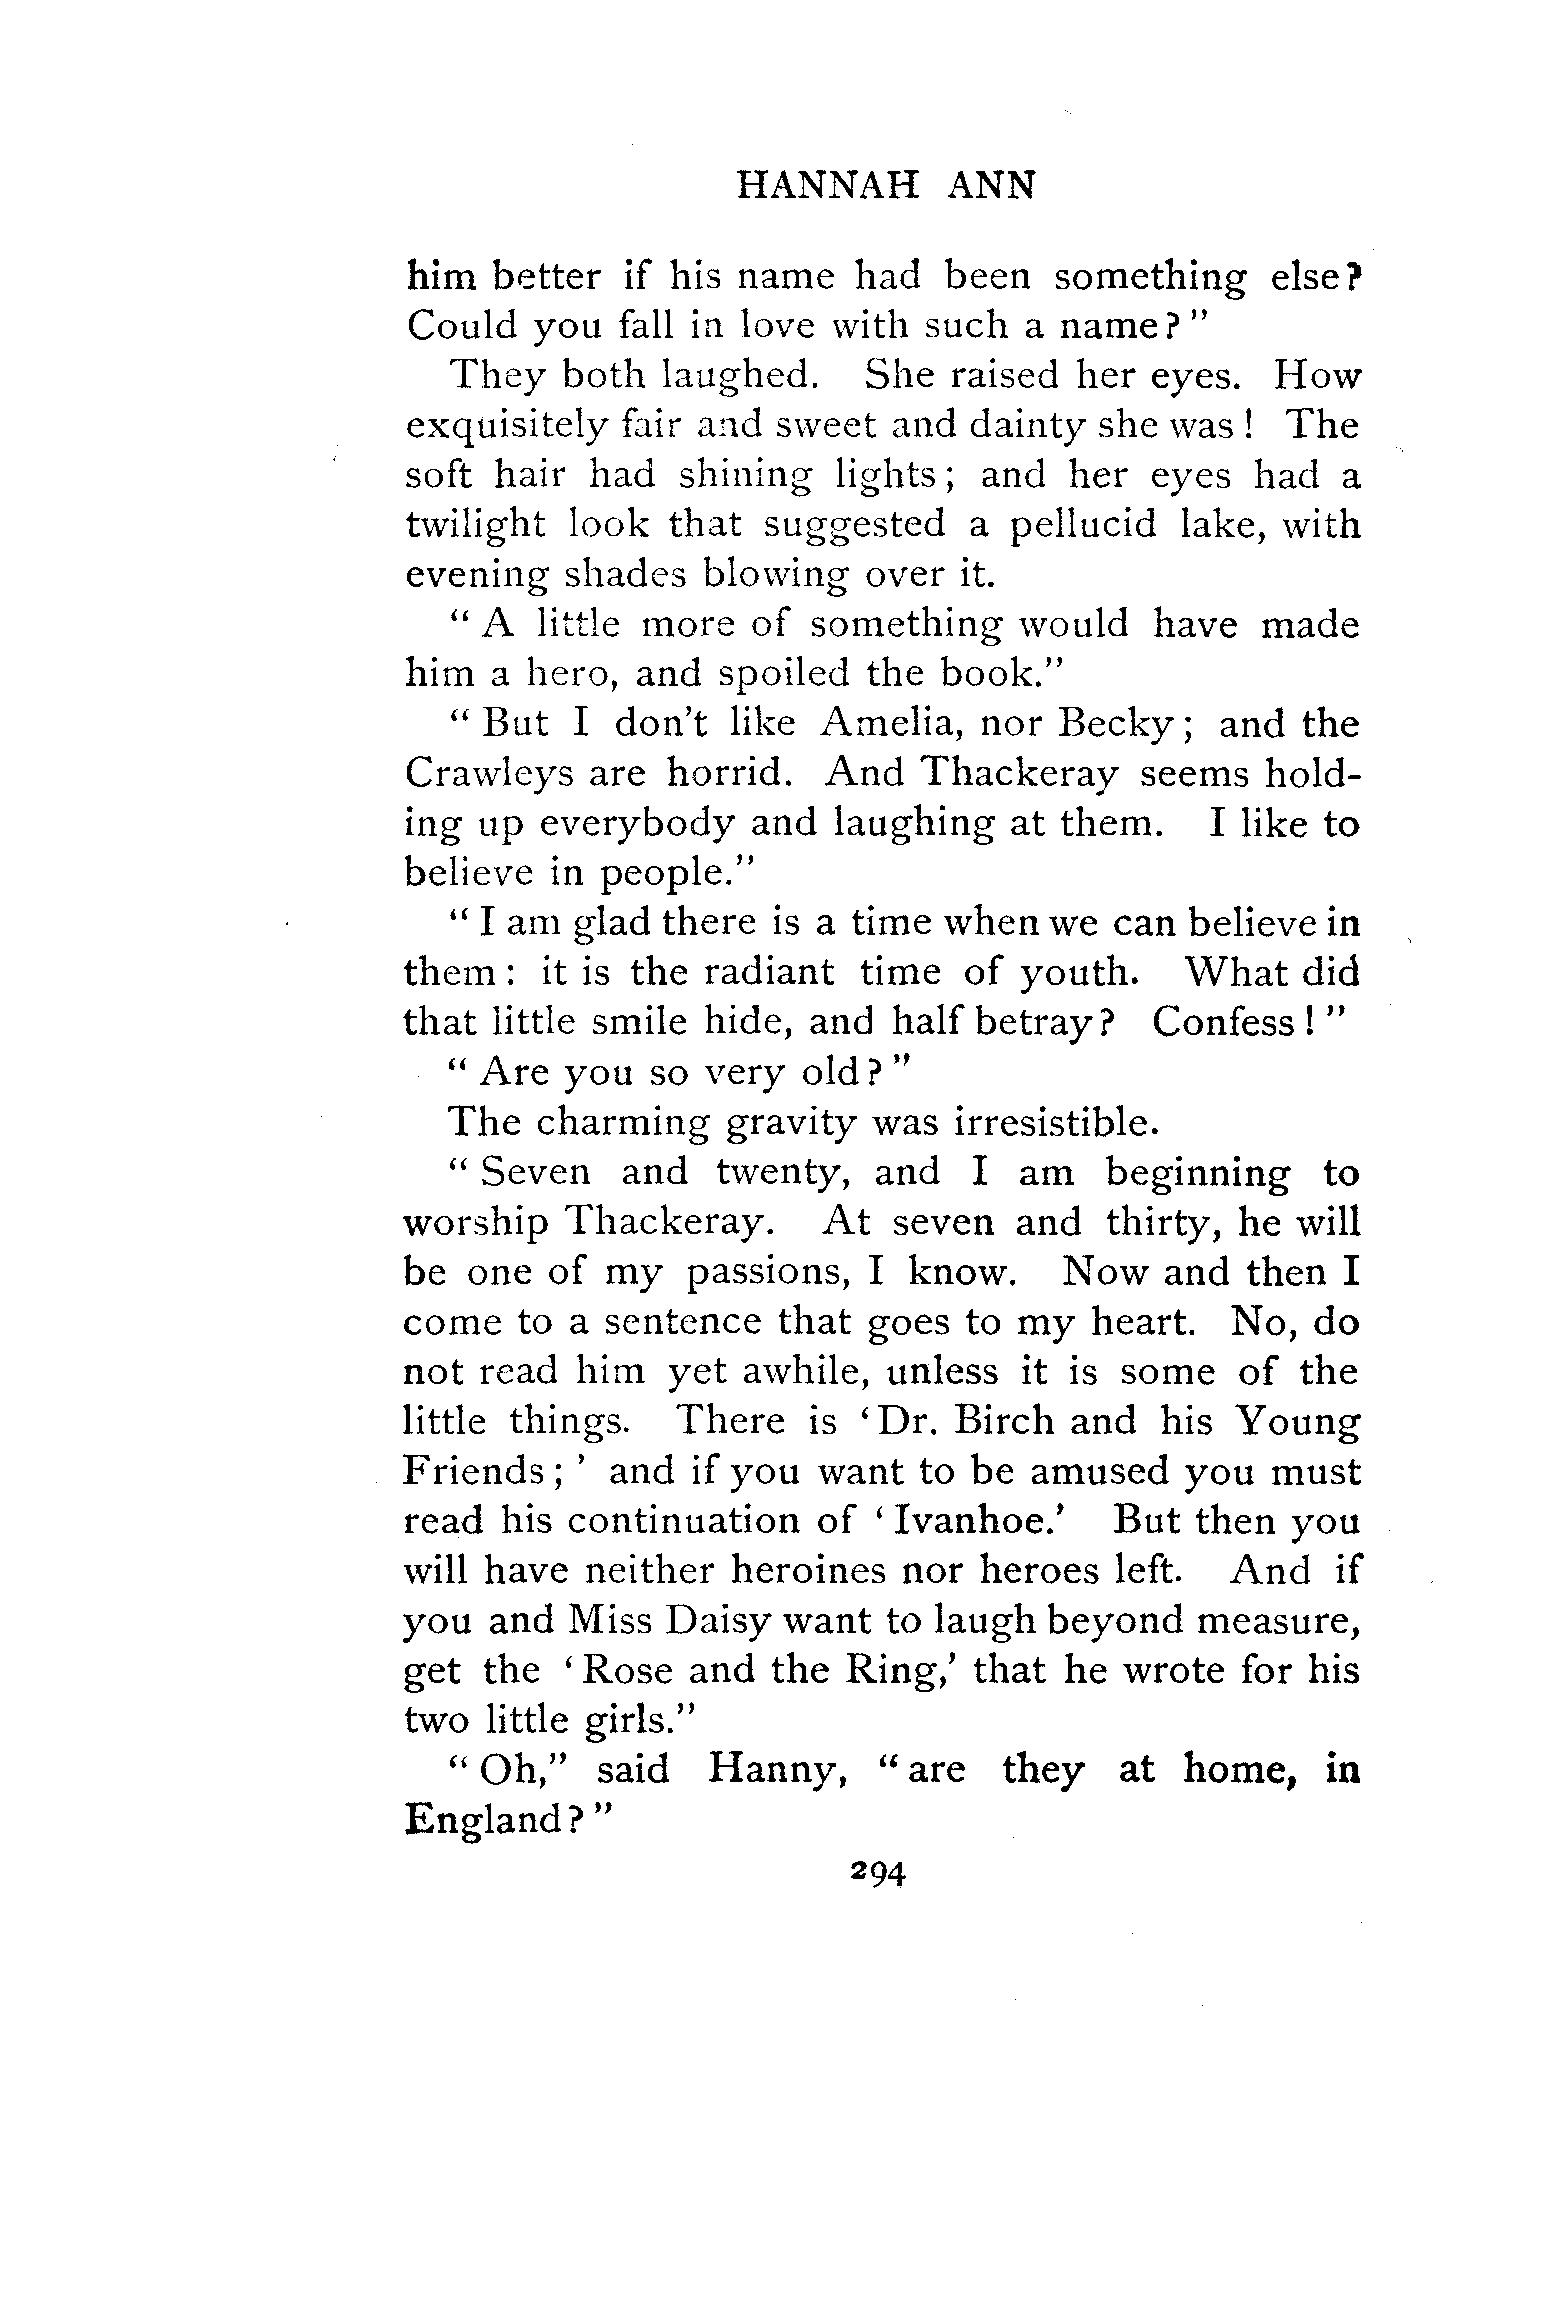 HANNAH ANN
him better if his name had been something else?
Could you fall in love with such a name?"
They both laughed. She raised her eyes. How
exquisitely fair and sweet and dainty she was! The
soft hair had shining lights; and her eyes had a
twilight look that suggested a pellucid lake, with
evening shades blowing over it.
"A little more of something would have made
him a hero, and spoiled the book."
"But I don't like Amelia, nor Becky; and the
Crawleys are horrid. And Thackeray seems hold-
ing up everybody and laughing at them. I like to
believe in people."
"I am glad there is a time when we can believe in
them: it is the radiant time of youth. What did
that little smile hide, and half betray? Confess!"
"Are you so very old?"
The charming gravity was irresistible.
"Seven and twenty, and I am beginning to
worship Thackeray. At seven and thirty, he will
be one of my passions, I know. Now and then I
come to a sentence that goes to my heart. No, do
not read him yet awhile, unless it is some of the
little things. There is 'Dr. Birch and his Young
Friends;' and if you want to be amused you must
read his continuation of 'Ivanhoe.' But then you
will have neither heroines nor heroes left. And if
you and Miss Daisy want to laugh beyond measure,
get the 'Rose and the Ring,' that he wrote for his
two little girls."
"Oh," said Hanny, "are they at home, in
England?"
294